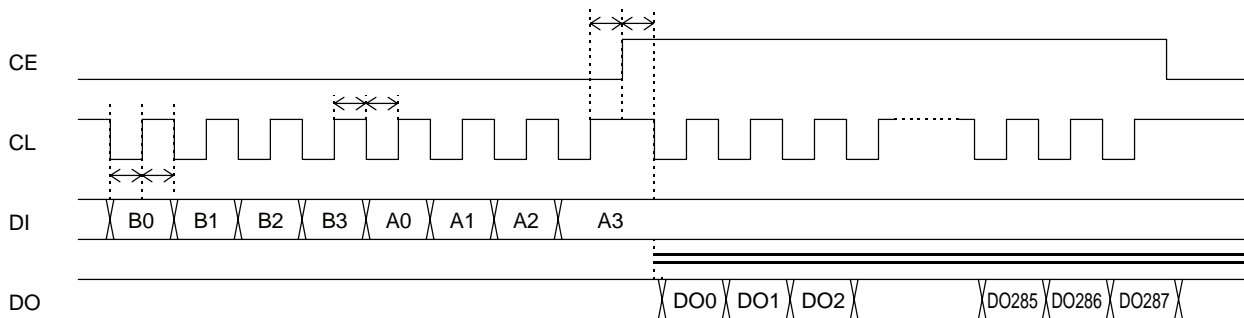 CE
CL
DI B0 B1 B2 B3 A0 A1 A2 A3
DO DO0 DO1 DO2 DO285 DO286 DO287